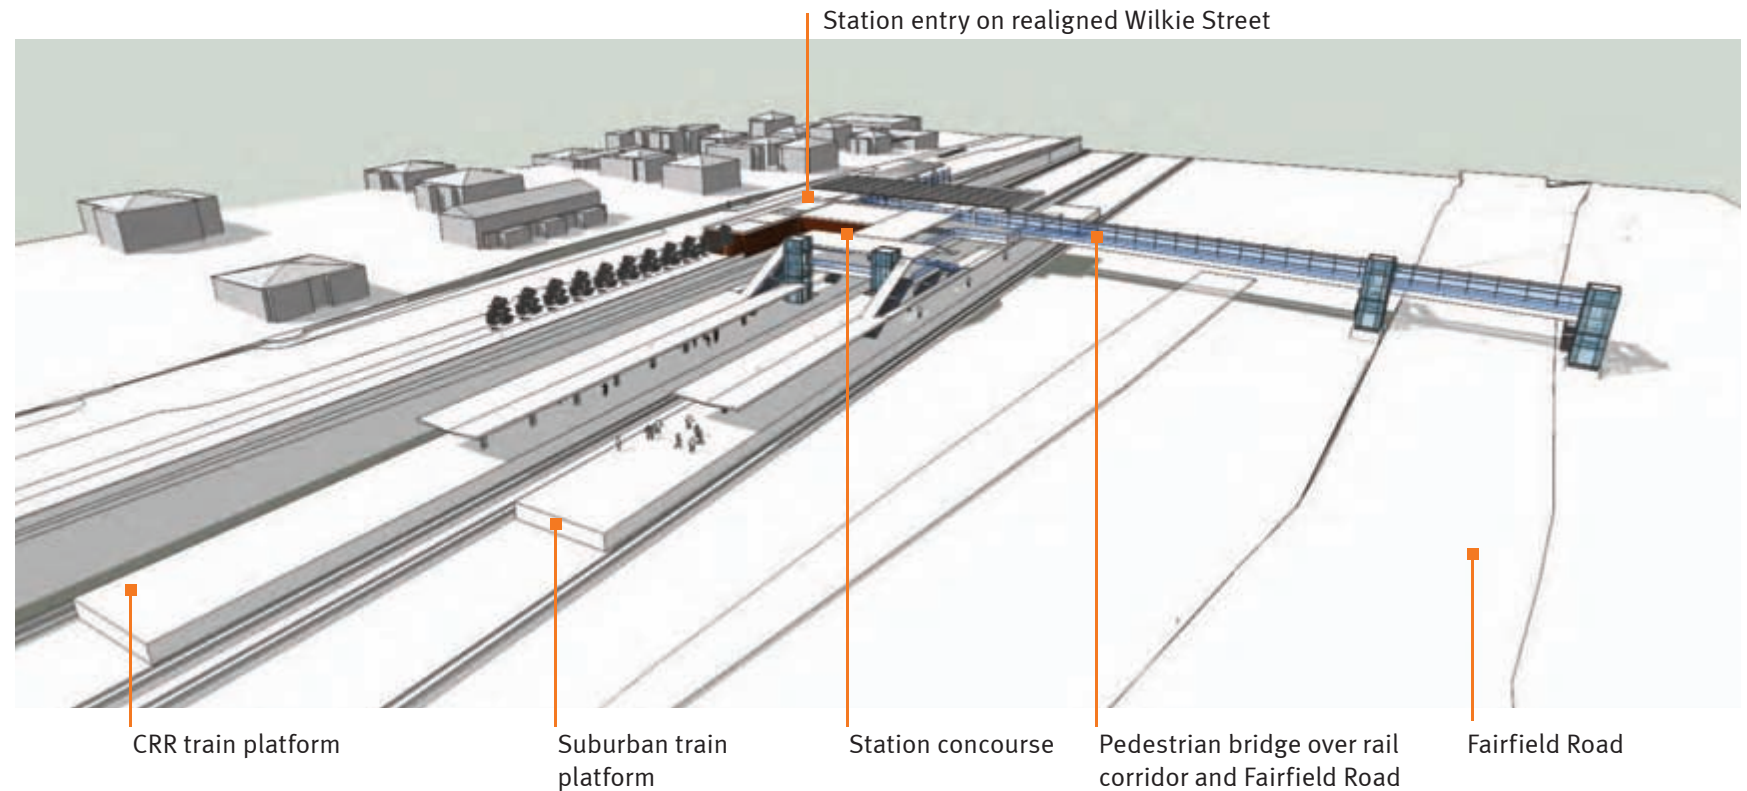 Station entry on realigned Wilkie Street
CRR train platform
Suburban train
platform
Station concourse
Pedestrian bridge over rail
corridor and Fairfield Road
Fairfield Road